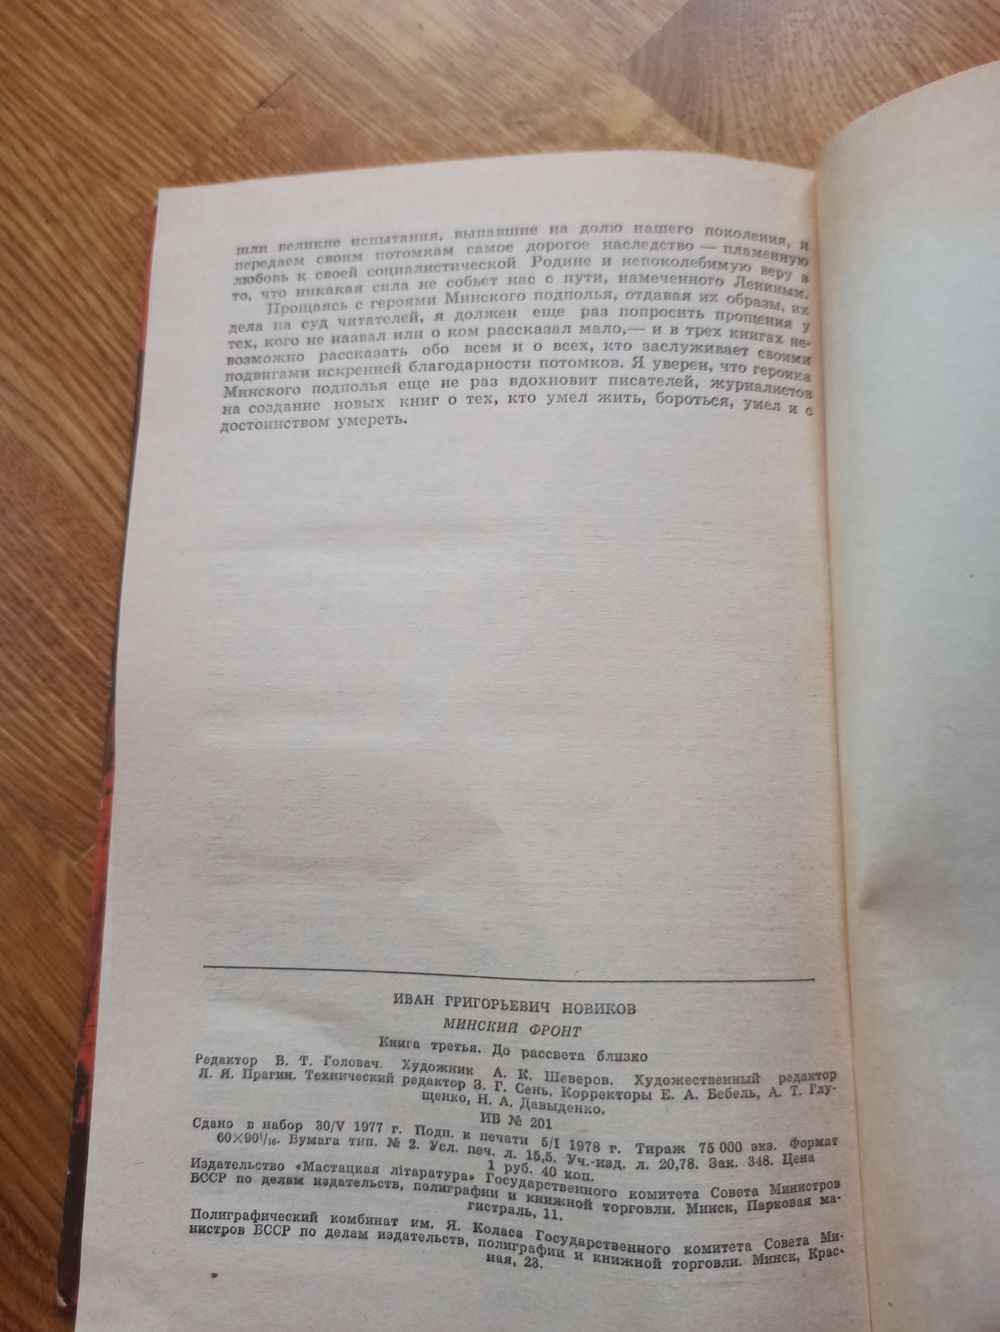 шли великие испытания, выпавшие на долю нашего поколения, и
передаем своим потомкам самое дорогое наследство — пламенную
любовь к своей социалистической Родине и непоколебимую веру в
то, что никакая сила не собьет нас с пути, намеченного Лениным.
Прощаясь с героями Минского подполья, отдавая их образы, их
дела на суд читателей, я должен еще раз попросить прощения у
тех, кого не назвал или о ком рассказал мало,— и в трех книгах не-
возможно рассказать обо всем и о всех, кто заслуживает своими
подвигами искренней благодарности потомков. Я уверен, что героика
Минского подполья еще не раз вдохновит писателей, журналистов
на создание новых книг о тех, кто умел жить, бороться, умел и с
достоинством умереть.
ИВАН ГРИГОРЬЕВИЧ НОВИКОВ
МИНСКИЙ ФРОНТ
Книга третья. До рассвета близко
Редактор В. Т. Головач. Художник А. К. Шеверов. Художественный редактор
Л. Я. Прагин. Технический редактор З. Г. Сень. Корректоры Е. А. Бебель, А. Т. Глу-
щенко, Н. А. Давыденко.
ИБ № 201
Сдано в набор 30/V 1977 г. Подп. к печати 5/I 1978 г. Тираж 75 000 экз. Формат
60×90¹/₁₆. Бумага тип. № 2. Усл. печ. л. 15,5. Уч.-изд. л. 20,78. Зак. 348. Цена
1 руб. 40 коп.
Издательство «Мастацкая літаратура» Государственного комитета Совета Министров
БССР по делам издательств, полиграфии и книжной торговли. Минск, Парковая ма-
гистраль, 11.
Полиграфический комбинат им. Я. Коласа Государственного комитета Совета Ми-
нистров БССР по делам издательств, полиграфии и книжной торговли. Минск, Крас-
ная, 23.